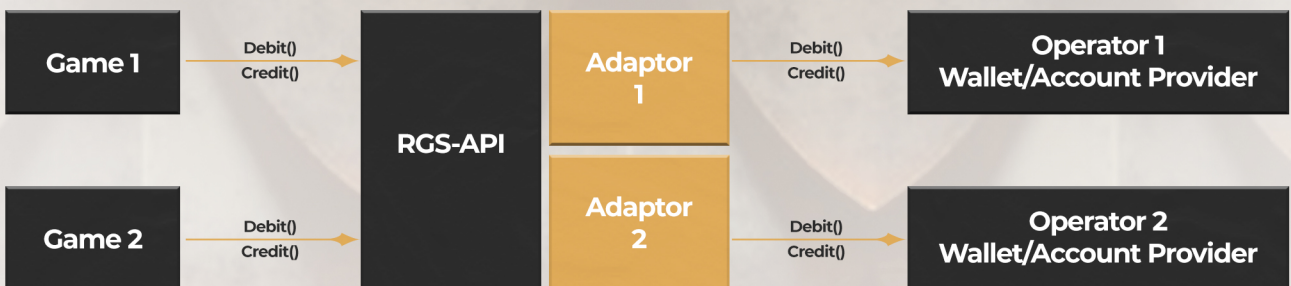 Game 1
Debit()
Credit()
RGS-API
Adaptor
1
Debit()
Credit()
Operator 1
Wallet/Account Provider
Game 2
Debit()
Credit()
Adaptor
2
Debit()
Credit()
Operator 2
Wallet/Account Provider